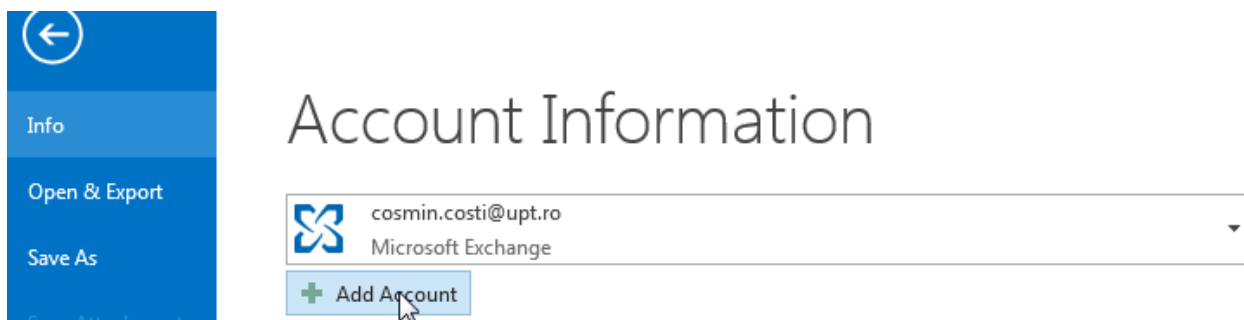 Info
Open & Export
Save As
Account Information
cosmin.costi@upt.ro
Microsoft Exchange
Add Account